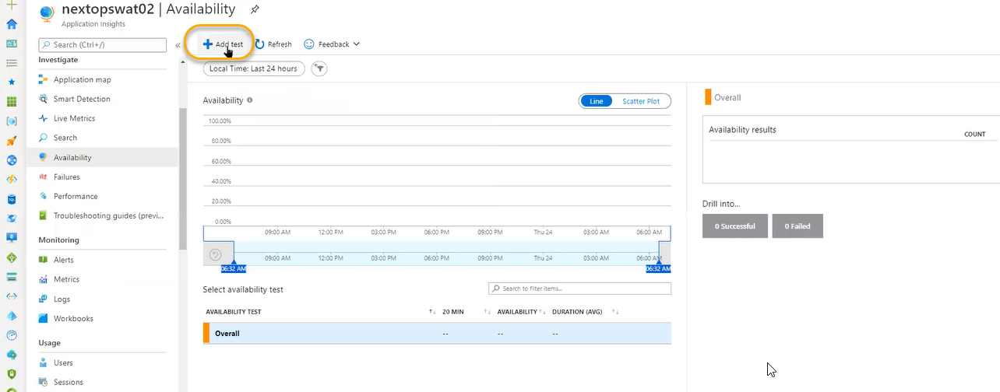 nextopswat02 | Availability
Application Insights
Search (Ctrl+/)
«
Add test
Refresh
Feedback
Local Time: Last 24 hours
Investigate
Application map
Smart Detection
Live Metrics
Search
Availability
Failures
Performance
Troubleshooting guides (previ...
Monitoring
Alerts
Metrics
Logs
Workbooks
Usage
Users
Sessions
Availability
Line
Scatter Plot
100.00%
80.00%
60.00%
40.00%
20.00%
0.00%
09:00 AM 12:00 PM 03:00 PM 06:00 PM 09:00 PM Thu 24 03:00 AM 06:00 AM
09:00 AM 12:00 PM 03:00 PM 06:00 PM 09:00 PM Thu 24 03:00 AM 06:00 AM
06:32 AM 06:32 AM
Select availability test
Search to filter items...
AVAILABILITY TEST 20 MIN AVAILABILITY DURATION (AVG)
Overall -- -- --
Overall
Availability results
COUNT
Drill into...
0 Successful
0 Failed